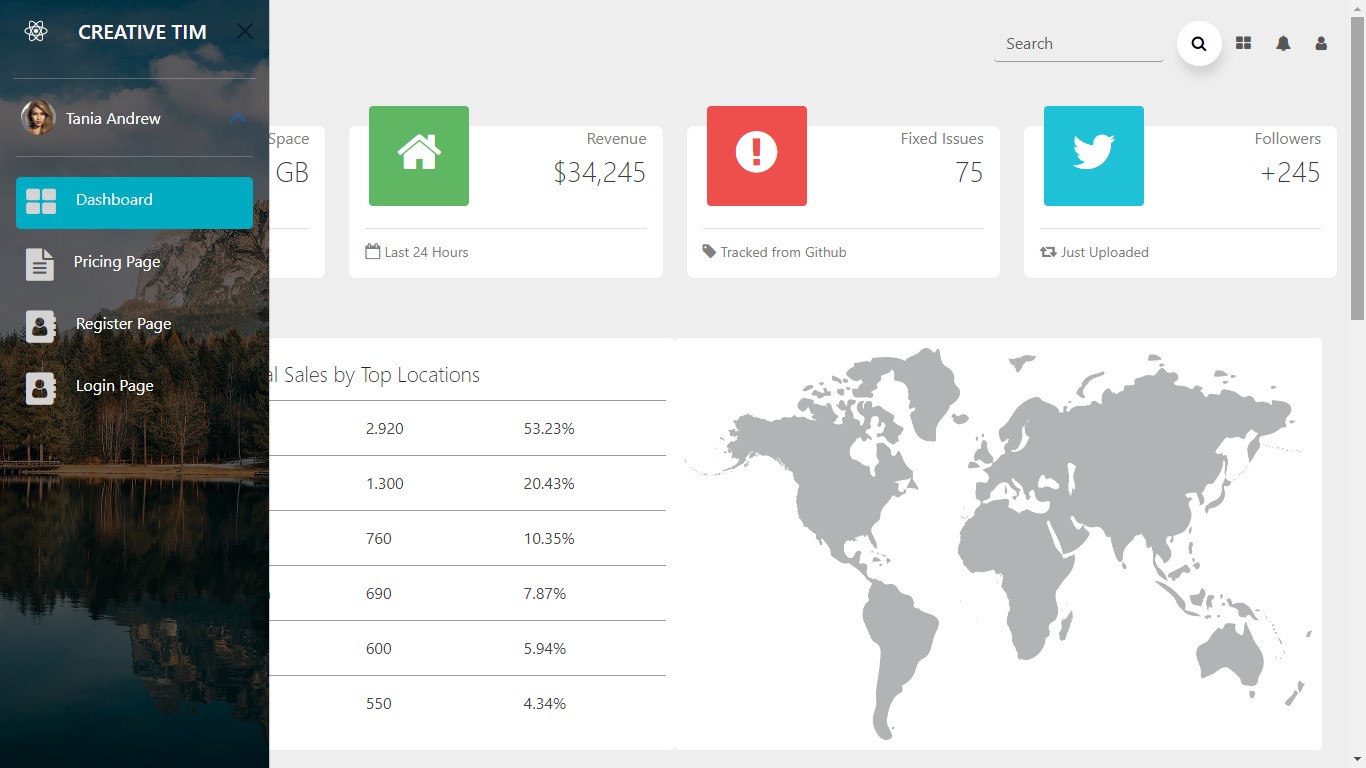 CREATIVE TIM
Search
Tania Andrew
Space
GB
Revenue
$34,245
Last 24 Hours
Fixed Issues
75
Tracked from Github
Followers
+245
Just Uploaded
Dashboard
Pricing Page
Register Page
Login Page
Sales by Top Locations
2.920 53.23%
1.300 20.43%
760 10.35%
690 7.87%
600 5.94%
550 4.34%